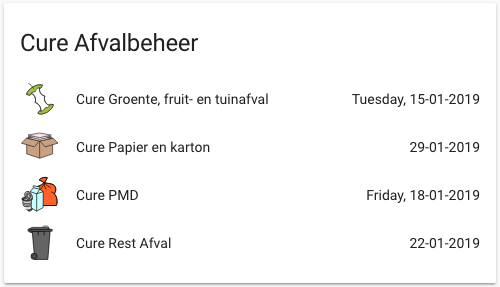 Cure Afvalbeheer
Cure Groente, fruit- en tuinafval Tuesday, 15-01-2019
Cure Papier en karton 29-01-2019
Cure PMD Friday, 18-01-2019
Cure Rest Afval 22-01-2019